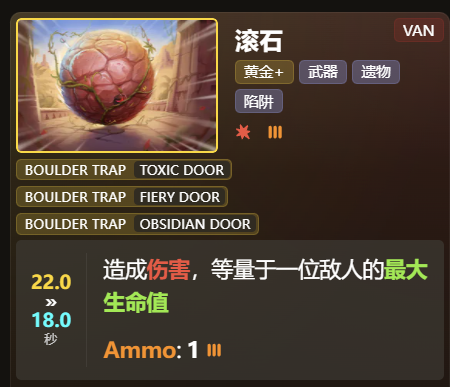 滚石
VAN
黄金+ 武器 遗物
陷阱
BOULDER TRAP TOXIC DOOR
BOULDER TRAP FIERY DOOR
BOULDER TRAP OBSIDIAN DOOR
22.0
»
18.0
秒
造成伤害，等量于一位敌人的最大
生命值
Ammo: 1